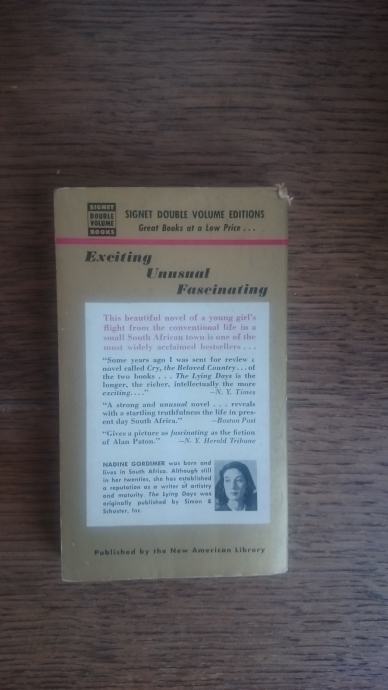 SIGNET
DOUBLE
VOLUME
BOOKS
SIGNET DOUBLE VOLUME EDITIONS
Great Books at a Low Price . . .
Exciting
Unusual
Fascinating
This beautiful novel of a young girl's
flight from the conventional life in a
small South African town is one of the
most widely acclaimed bestsellers . . .
“Some years ago I was sent for review a
novel called Cry, the Beloved Country . . . of
the two books . . . The Lying Days is the
longer, the richer, intellectually the more
exciting. . . .” —N. Y. Times
“A strong and unusual novel . . . reveals
with a startling truthfulness the life in pres-
ent day South Africa.” —Boston Post
“Gives a picture as fascinating as the fiction
of Alan Paton.” —N. Y. Herald Tribune
NADINE GORDIMER was born and
lives in South Africa. Although still
in her twenties, she has established
a reputation as a writer of artistry
and maturity. The Lying Days was
originally published by Simon &
Schuster, Inc.
Published by the New American Library